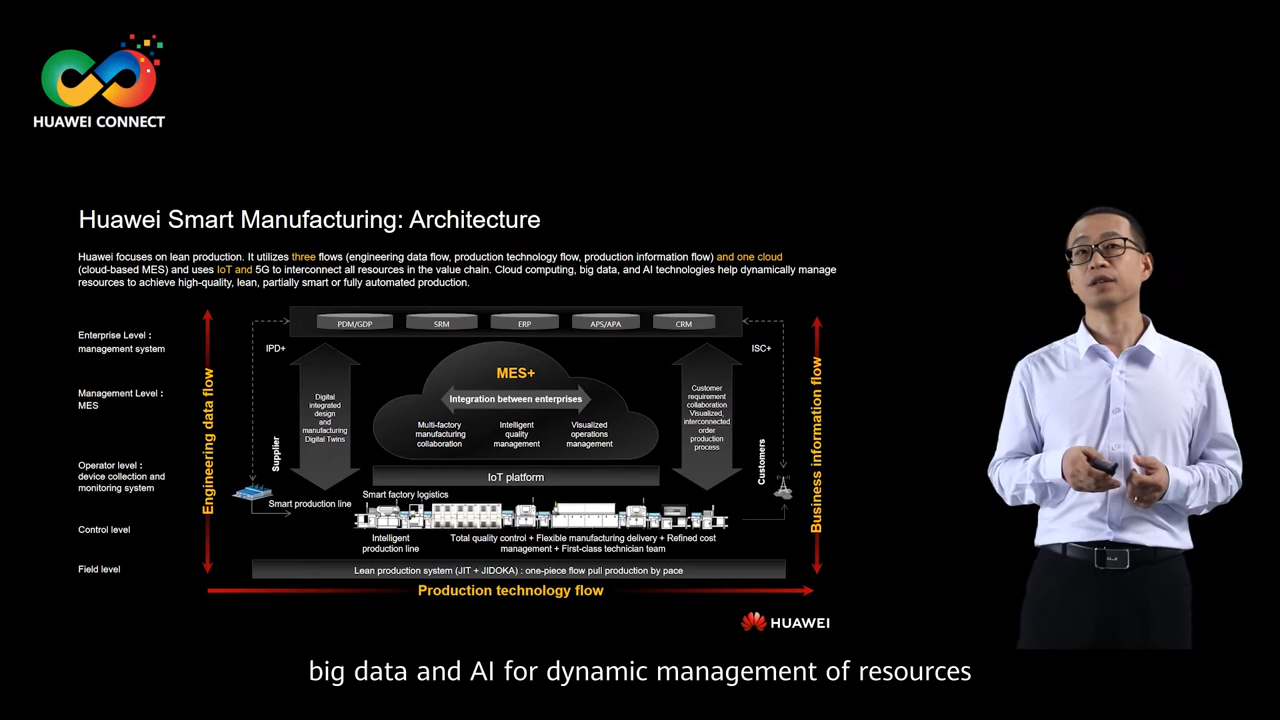 HUAWEI CONNECT
Huawei Smart Manufacturing: Architecture
Huawei focuses on lean production. It utilizes three flows (engineering data flow, production technology flow, production information flow) and one cloud
(cloud-based MES) and uses IoT and 5G to interconnect all resources in the value chain. Cloud computing, big data, and AI technologies help dynamically manage
resources to achieve high-quality, lean, partially smart or fully automated production.
Enterprise Level :
management system
Management Level :
MES
Operator level :
device collection and
monitoring system
Control level
Field level
Engineering data flow
PDM/GDP
SRM
ERP
APS/APA
CRM
IPD+
ISC+
Supplier
Digital
integrated
design
and
manufacturing
Digital Twins
MES+
Integration between enterprises
Multi-factory
manufacturing
collaboration
Intelligent
quality
management
Visualized
operations
management
IoT platform
Customer
requirement
collaboration
Visualized,
interconnected
order
production
process
Customers
Business information flow
Smart production line
Smart factory logistics
Intelligent
production line
Total quality control + Flexible manufacturing delivery + Refined cost
management + First-class technician team
Lean production system (JIT + JIDOKA) : one-piece flow pull production by pace
Production technology flow
HUAWEI
big data and AI for dynamic management of resources